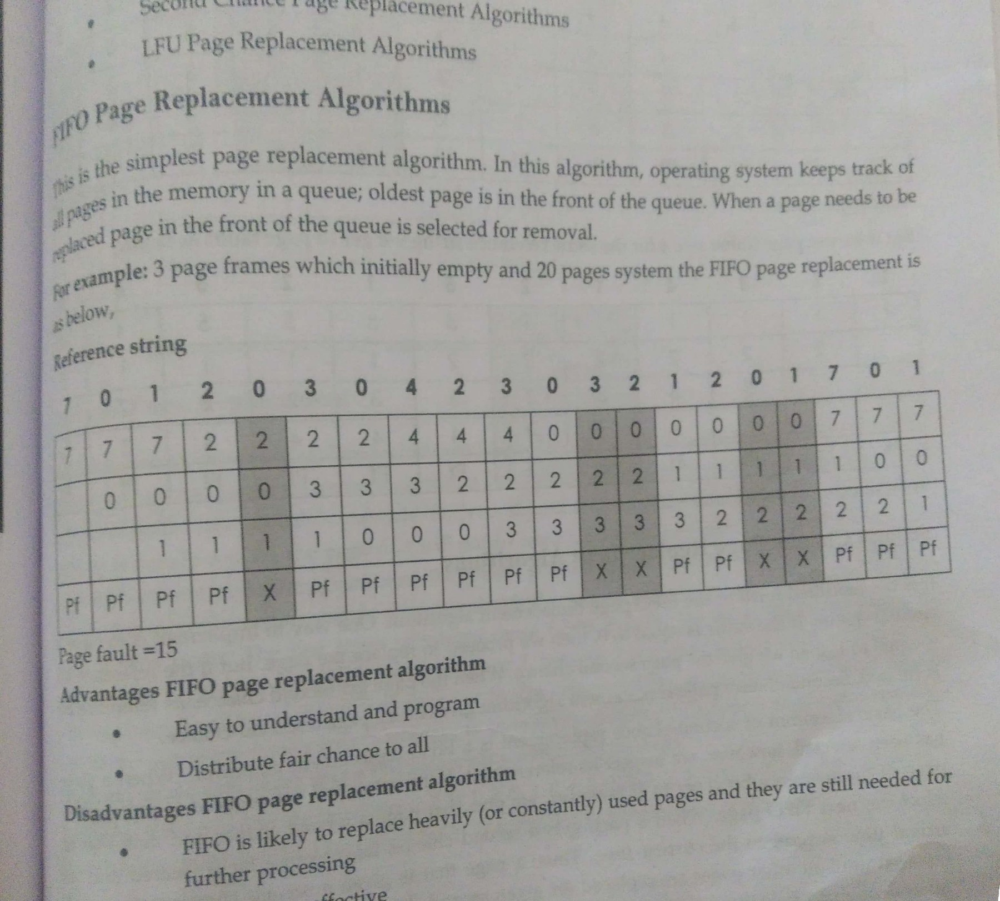 Second Chance Page Replacement Algorithms
LFU Page Replacement Algorithms
FIFO Page Replacement Algorithms
This is the simplest page replacement algorithm. In this algorithm, operating system keeps track of
all pages in the memory in a queue; oldest page is in the front of the queue. When a page needs to be
replaced page in the front of the queue is selected for removal.
For example: 3 page frames which initially empty and 20 pages system the FIFO page replacement is
as below,
Reference string
7 0 1 2 0 3 0 4 2 3 0 3 2 1 2 0 1 7 0 1
7 7 7 2 2 2 2 4 4 4 0 0 0 0 0 0 0 7 7 7
0 0 0 0 3 3 3 2 2 2 2 2 1 1 1 1 1 0 0
1 1 1 1 0 0 0 3 3 3 3 3 2 2 2 2 2 1
Pf Pf Pf Pf X Pf Pf Pf Pf Pf Pf X X Pf Pf X X Pf Pf Pf
Page fault =15
Advantages FIFO page replacement algorithm
• Easy to understand and program
• Distribute fair chance to all
Disadvantages FIFO page replacement algorithm
• FIFO is likely to replace heavily (or constantly) used pages and they are still needed for
further processing